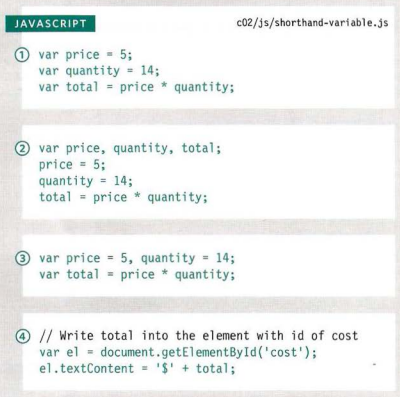 JAVASCRIPT c02/js/shorthand-variable.js
① var price = 5;
var quantity = 14;
var total = price * quantity;
② var price, quantity, total;
price = 5;
quantity = 14;
total = price * quantity;
③ var price = 5, quantity = 14;
var total = price * quantity;
④ // Write total into the element with id of cost
var el = document.getElementById('cost');
el.textContent = '$' + total;